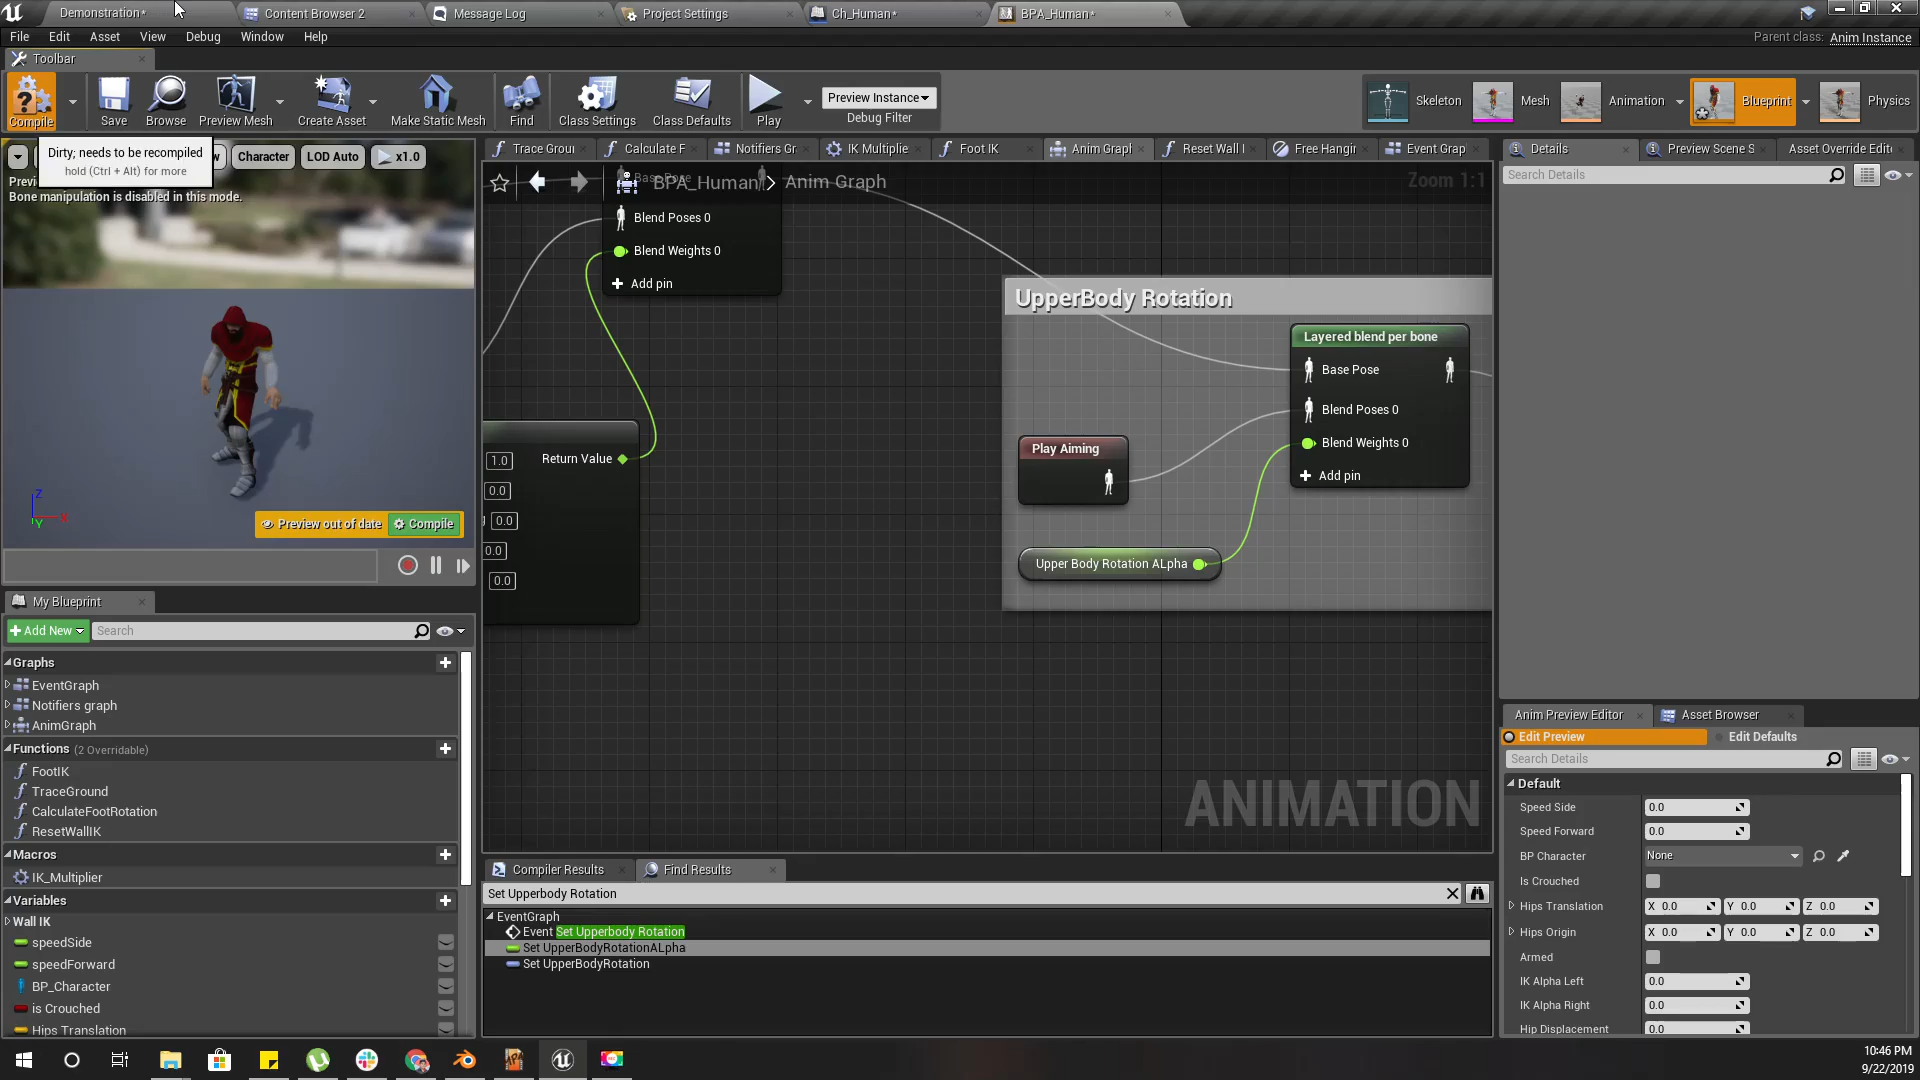 Demonstration*
Content Browser 2
Message Log
Project Settings
Ch_Human*
BPA_Human*
File Edit Asset View Debug Window Help
Parent class: Anim Instance
Toolbar
Compile
Save
Browse
Preview Mesh
Create Asset
Make Static Mesh
Find
Class Settings
Class Defaults
Play
Preview Instance
Debug Filter
Skeleton
Mesh
Animation
Blueprint
Physics
Dirty; needs to be recompiled
hold (Ctrl + Alt) for more
Character
LOD Auto
x1.0
Bone manipulation is disabled in this mode.
Z
X
Y
Preview out of date
Compile
Trace Grou
Calculate F
Notifiers Gr
IK Multiplie
Foot IK
Anim Graph
Reset Wall I
Free Hangi
Event Grap
BPA_Human > Anim Graph
Zoom 1:1
Base Pose
Blend Poses 0
Blend Weights 0
Add pin
1.0
Return Value
0.0
0.0
0.0
0.0
UpperBody Rotation
Layered blend per bone
Base Pose
Blend Poses 0
Blend Weights 0
Add pin
Play Aiming
Upper Body Rotation ALpha
ANIMATION
My Blueprint
Add New
Search
Graphs
EventGraph
Notifiers graph
AnimGraph
Functions (2 Overridable)
FootIK
TraceGround
CalculateFootRotation
ResetWallIK
Macros
IK_Multiplier
Variables
Wall IK
speedSide
speedForward
BP_Character
is Crouched
Hips Translation
Compiler Results
Find Results
Set Upperbody Rotation
EventGraph
Event Set Upperbody Rotation
Set UpperBodyRotationALpha
Set UpperBodyRotation
Details
Preview Scene S
Asset Override Edit
Search Details
Anim Preview Editor
Asset Browser
Edit Preview
Edit Defaults
Search Details
Default
Speed Side 0.0
Speed Forward 0.0
BP Character None
Is Crouched
Hips Translation X 0.0 Y 0.0 Z 0.0
Hips Origin X 0.0 Y 0.0 Z 0.0
Armed
IK Alpha Left 0.0
IK Alpha Right 0.0
Hip Displacement 0.0
10:46 PM
9/22/2019